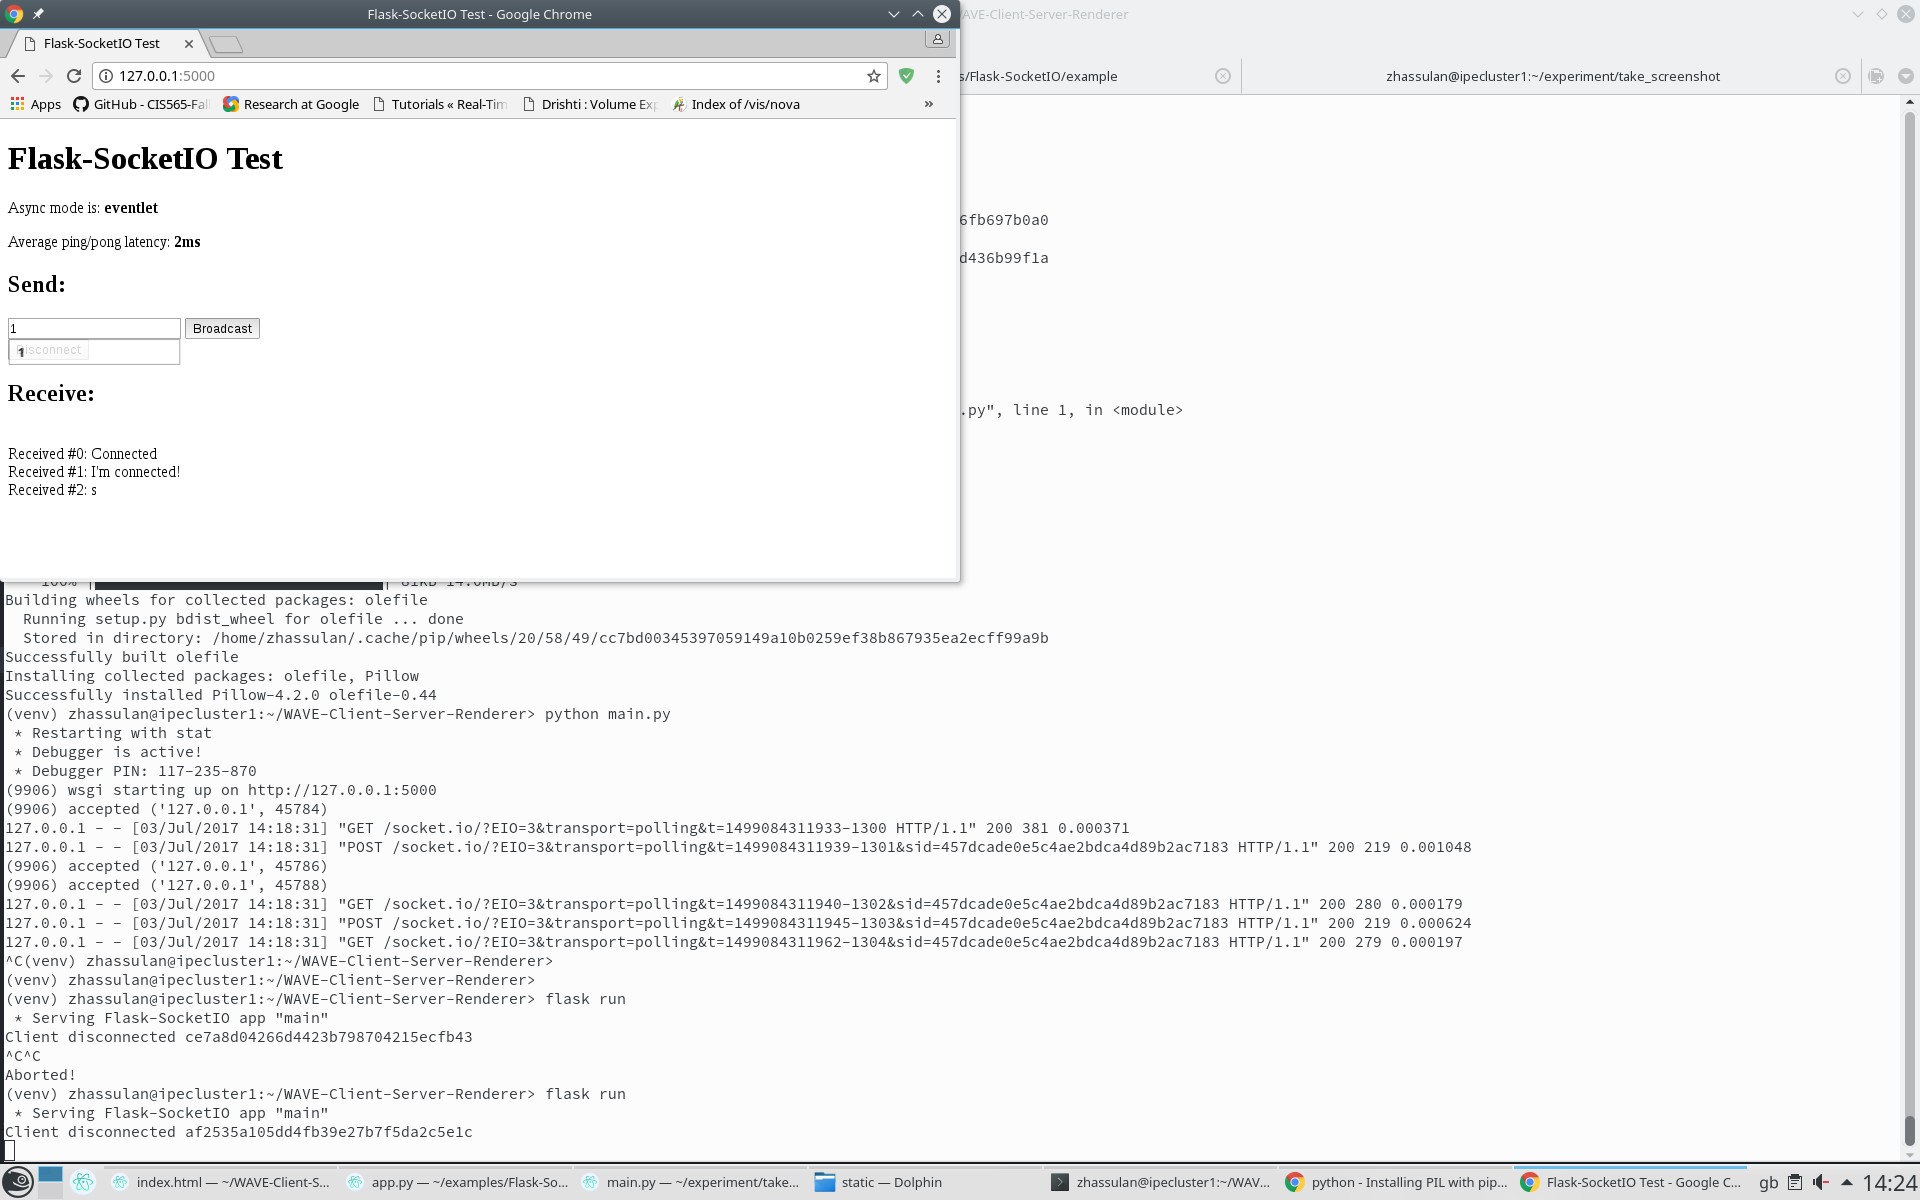 Flask-SocketIO Test - Google Chrome
Flask-SocketIO Test
127.0.0.1:5000
Apps
GitHub - CIS565-Fal
Research at Google
Tutorials « Real-Tim
Drishti : Volume Exp
Index of /vis/nova
»
Flask-SocketIO Test
Async mode is: eventlet
Average ping/pong latency: 2ms
Send:
1
Broadcast
1
isconnect
Receive:
Received #0: Connected
Received #1: I'm connected!
Received #2: s
AVE-Client-Server-Renderer
s/Flask-SocketIO/example
zhassulan@ipecluster1:~/experiment/take_screenshot
6fb697b0a0
d436b99f1a
.py", line 1, in <module>
100% | | 81kB 14.0MB/s
Building wheels for collected packages: olefile
  Running setup.py bdist_wheel for olefile ... done
  Stored in directory: /home/zhassulan/.cache/pip/wheels/20/58/49/cc7bd00345397059149a10b0259ef38b867935ea2ecff99a9b
Successfully built olefile
Installing collected packages: olefile, Pillow
Successfully installed Pillow-4.2.0 olefile-0.44
(venv) zhassulan@ipecluster1:~/WAVE-Client-Server-Renderer> python main.py
 * Restarting with stat
 * Debugger is active!
 * Debugger PIN: 117-235-870
(9906) wsgi starting up on http://127.0.0.1:5000
(9906) accepted ('127.0.0.1', 45784)
127.0.0.1 - - [03/Jul/2017 14:18:31] "GET /socket.io/?EIO=3&transport=polling&t=1499084311933-1300 HTTP/1.1" 200 381 0.000371
127.0.0.1 - - [03/Jul/2017 14:18:31] "POST /socket.io/?EIO=3&transport=polling&t=1499084311939-1301&sid=457dcade0e5c4ae2bdca4d89b2ac7183 HTTP/1.1" 200 219 0.001048
(9906) accepted ('127.0.0.1', 45786)
(9906) accepted ('127.0.0.1', 45788)
127.0.0.1 - - [03/Jul/2017 14:18:31] "GET /socket.io/?EIO=3&transport=polling&t=1499084311940-1302&sid=457dcade0e5c4ae2bdca4d89b2ac7183 HTTP/1.1" 200 280 0.000179
127.0.0.1 - - [03/Jul/2017 14:18:31] "POST /socket.io/?EIO=3&transport=polling&t=1499084311945-1303&sid=457dcade0e5c4ae2bdca4d89b2ac7183 HTTP/1.1" 200 219 0.000624
127.0.0.1 - - [03/Jul/2017 14:18:31] "GET /socket.io/?EIO=3&transport=polling&t=1499084311962-1304&sid=457dcade0e5c4ae2bdca4d89b2ac7183 HTTP/1.1" 200 279 0.000197
^C(venv) zhassulan@ipecluster1:~/WAVE-Client-Server-Renderer>
(venv) zhassulan@ipecluster1:~/WAVE-Client-Server-Renderer>
(venv) zhassulan@ipecluster1:~/WAVE-Client-Server-Renderer> flask run
 * Serving Flask-SocketIO app "main"
Client disconnected ce7a8d04266d4423b798704215ecfb43
^C^C
Aborted!
(venv) zhassulan@ipecluster1:~/WAVE-Client-Server-Renderer> flask run
 * Serving Flask-SocketIO app "main"
Client disconnected af2535a105dd4fb39e27b7f5da2c5e1c
index.html — ~/WAVE-Client-S...
app.py — ~/examples/Flask-So...
main.py — ~/experiment/take...
static — Dolphin
zhassulan@ipecluster1:~/WAV...
python - Installing PIL with pip...
Flask-SocketIO Test - Google C...
gb
14:24